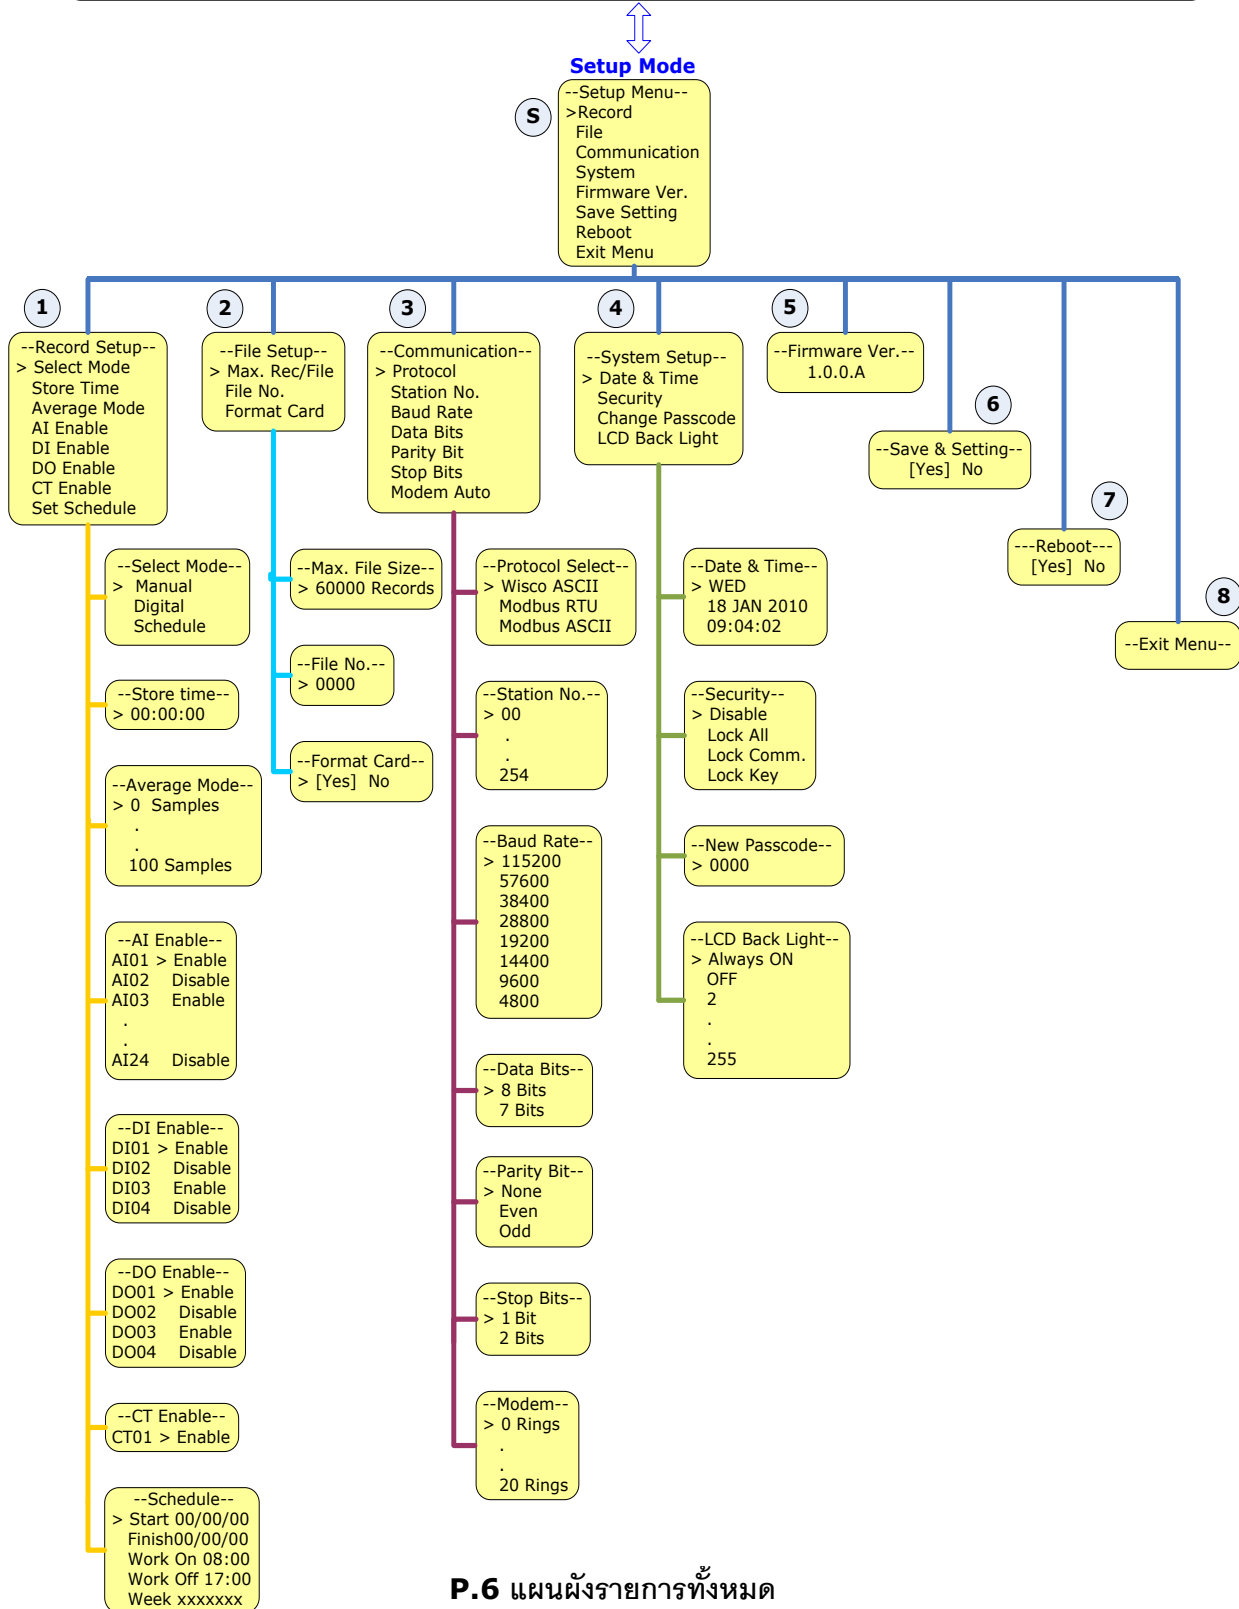 Setup Mode
S
--Setup Menu--
>Record
File
Communication
System
Firmware Ver.
Save Setting
Reboot
Exit Menu
1
--Record Setup--
> Select Mode
Store Time
Average Mode
AI Enable
DI Enable
DO Enable
CT Enable
Set Schedule
2
--File Setup--
> Max. Rec/File
File No.
Format Card
3
--Communication--
> Protocol
Station No.
Baud Rate
Data Bits
Parity Bit
Stop Bits
Modem Auto
4
--System Setup--
> Date & Time
Security
Change Passcode
LCD Back Light
5
--Firmware Ver.--
1.0.0.A
6
--Save & Setting--
[Yes] No
7
---Reboot---
[Yes] No
8
--Exit Menu--
--Select Mode--
> Manual
Digital
Schedule
--Store time--
> 00:00:00
--Average Mode--
> 0 Samples
.
.
100 Samples
--AI Enable--
AI01 > Enable
AI02 Disable
AI03 Enable
.
.
AI24 Disable
--DI Enable--
DI01 > Enable
DI02 Disable
DI03 Enable
DI04 Disable
--DO Enable--
DO01 > Enable
DO02 Disable
DO03 Enable
DO04 Disable
--CT Enable--
CT01 > Enable
--Schedule--
> Start 00/00/00
Finish00/00/00
Work On 08:00
Work Off 17:00
Week xxxxxxx
--Max. File Size--
> 60000 Records
--File No.--
> 0000
--Format Card--
> [Yes] No
--Protocol Select--
> Wisco ASCII
Modbus RTU
Modbus ASCII
--Station No.--
> 00
.
.
254
--Baud Rate--
> 115200
57600
38400
28800
19200
14400
9600
4800
--Data Bits--
> 8 Bits
7 Bits
--Parity Bit--
> None
Even
Odd
--Stop Bits--
> 1 Bit
2 Bits
--Modem--
> 0 Rings
.
.
20 Rings
--Date & Time--
> WED
18 JAN 2010
09:04:02
--Security--
> Disable
Lock All
Lock Comm.
Lock Key
--New Passcode--
> 0000
--LCD Back Light--
> Always ON
OFF
2
.
.
255
P.6 แผนผังรายการทั้งหมด